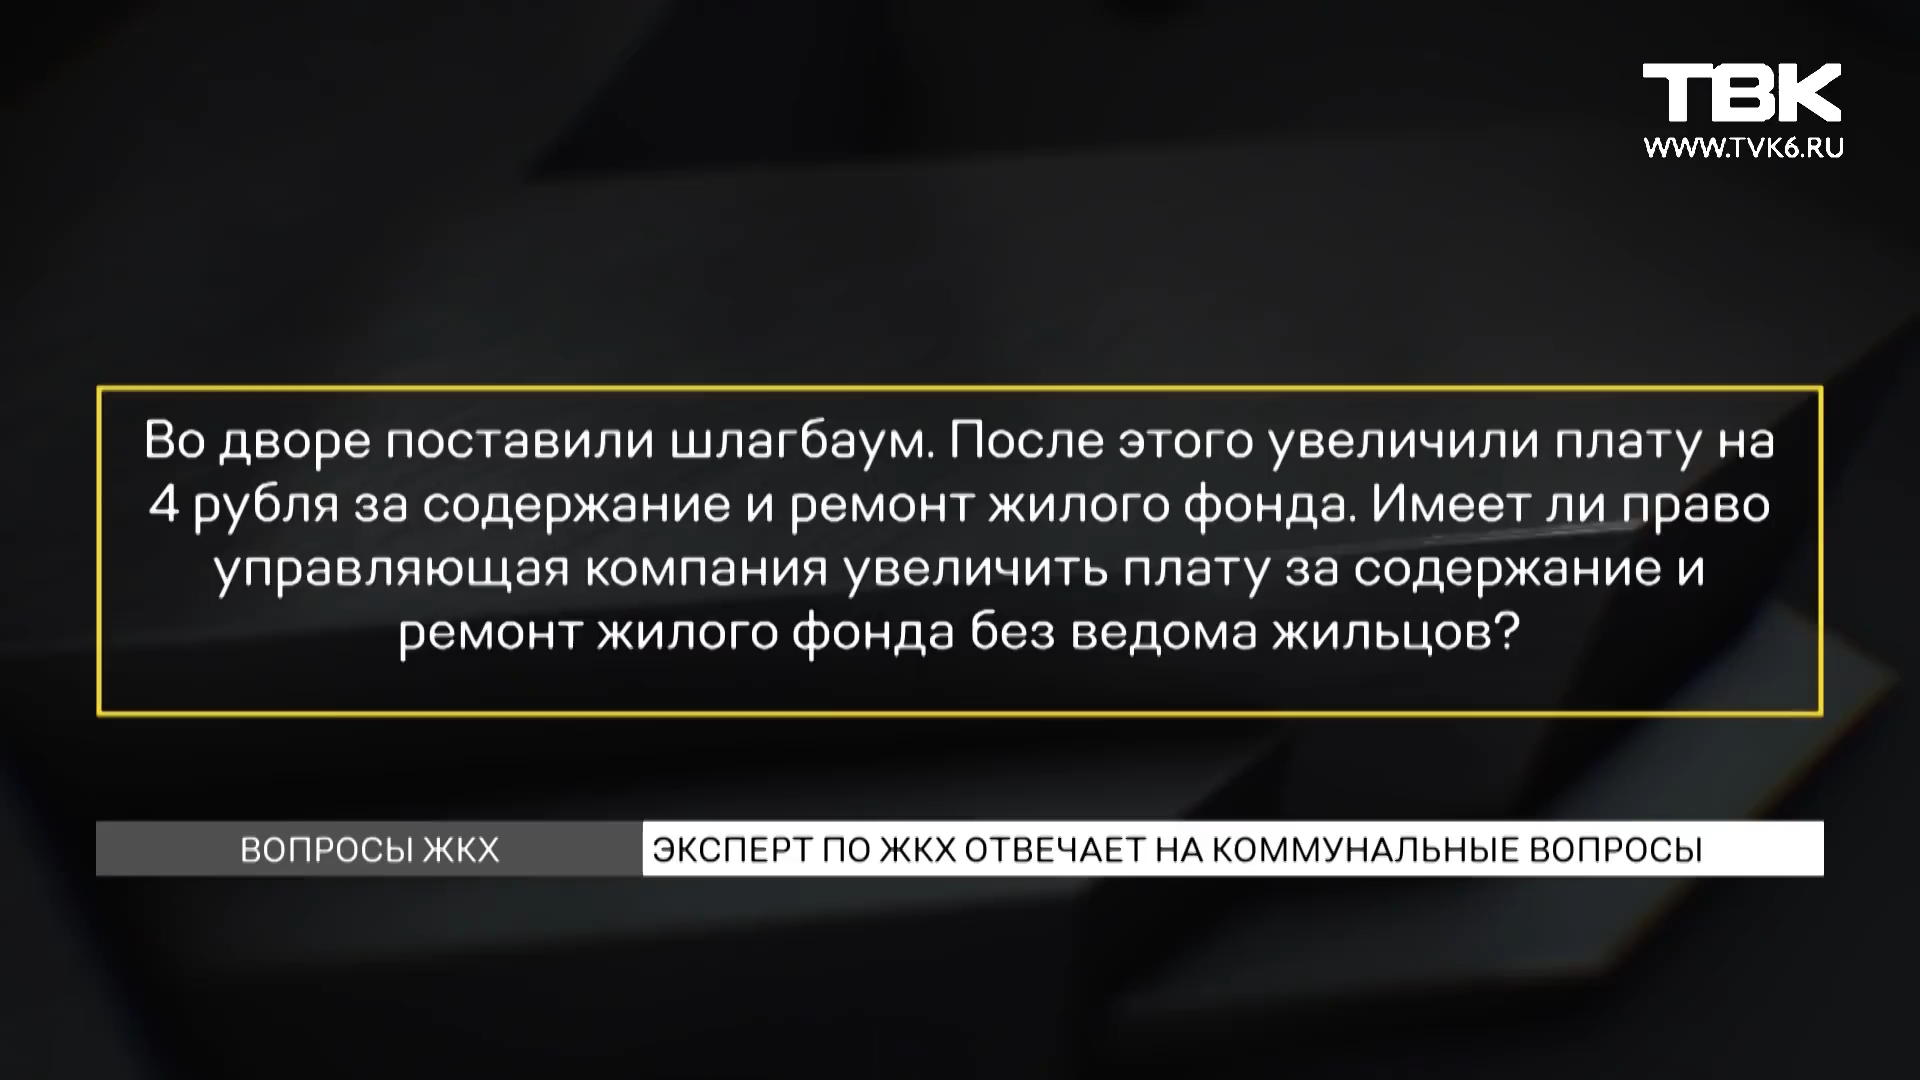 ТВК
WWW.TVK6.RU
Во дворе поставили шлагбаум. После этого увеличили плату на
4 рубля за содержание и ремонт жилого фонда. Имеет ли право
управляющая компания увеличить плату за содержание и
ремонт жилого фонда без ведома жильцов?
ВОПРОСЫ ЖКХ
ЭКСПЕРТ ПО ЖКХ ОТВЕЧАЕТ НА КОММУНАЛЬНЫЕ ВОПРОСЫ